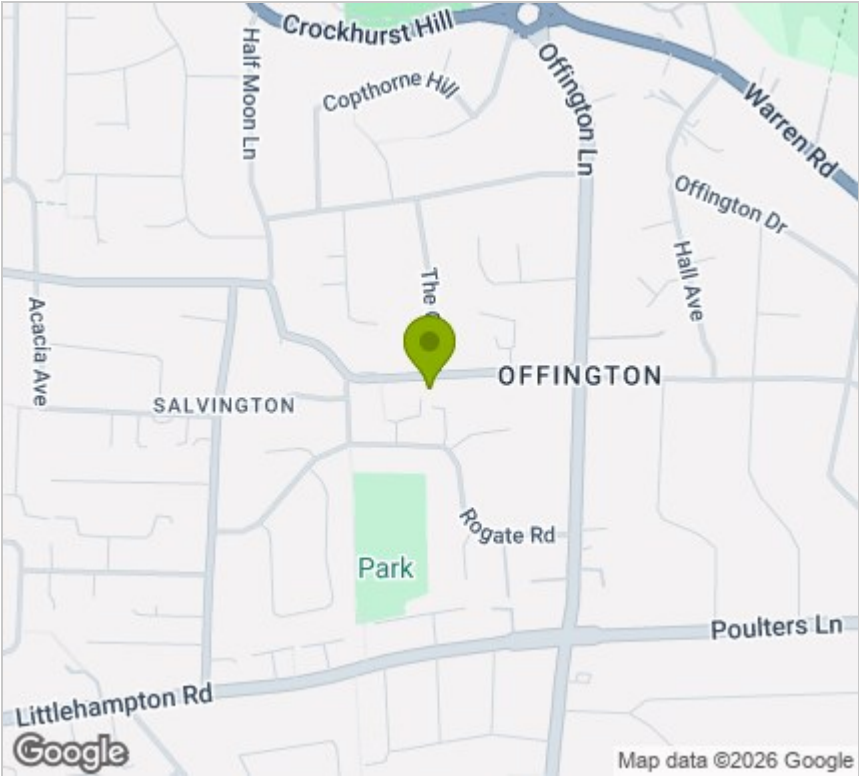 Crockhurst Hill
Half Moon Ln
Copthorne Hill
Offington Ln
Warren Rd
Offington Dr
Hall Ave
The
Acacia Ave
OFFINGTON
SALVINGTON
Rogate Rd
Park
Poulters Ln
Littlehampton Rd
Google
Map data ©2026 Google